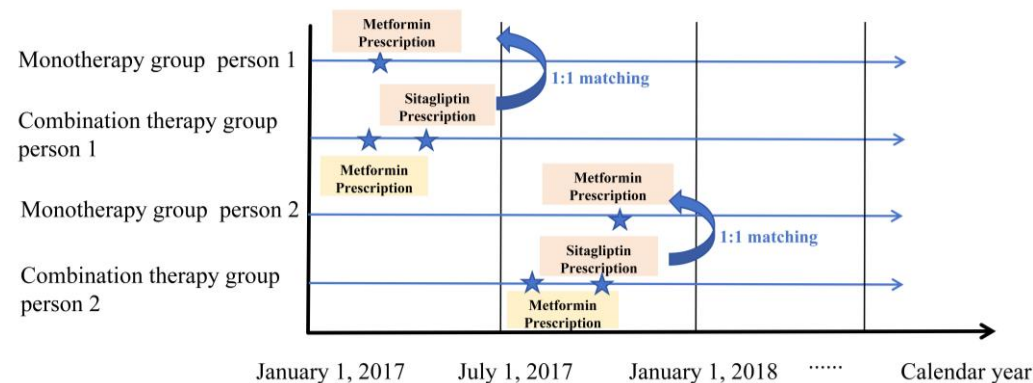 Metformin
Prescription
Monotherapy group person 1
1:1 matching
Sitagliptin
Prescription
Combination therapy group
person 1
Metformin
Prescription
Metformin
Prescription
Monotherapy group person 2
1:1 matching
Sitagliptin
Prescription
Combination therapy group
person 2
Metformin
Prescription
January 1, 2017 July 1, 2017 January 1, 2018 ...... Calendar year